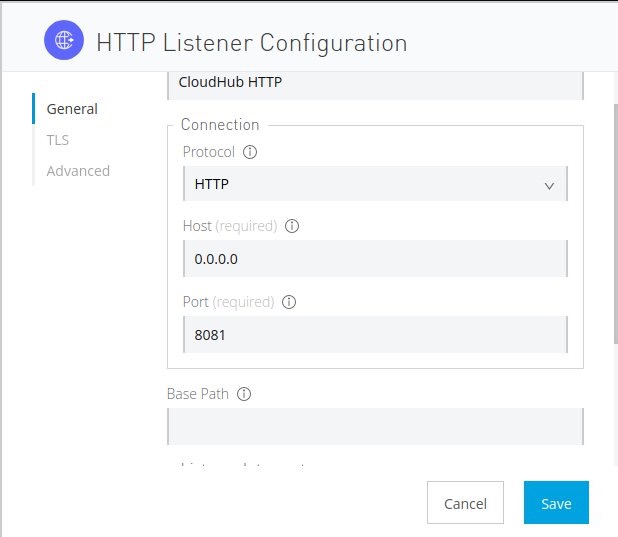 HTTP Listener Configuration
General
TLS
Advanced
CloudHub HTTP
Connection
Protocol
HTTP
Host (required)
0.0.0.0
Port (required)
8081
Base Path
Cancel
Save